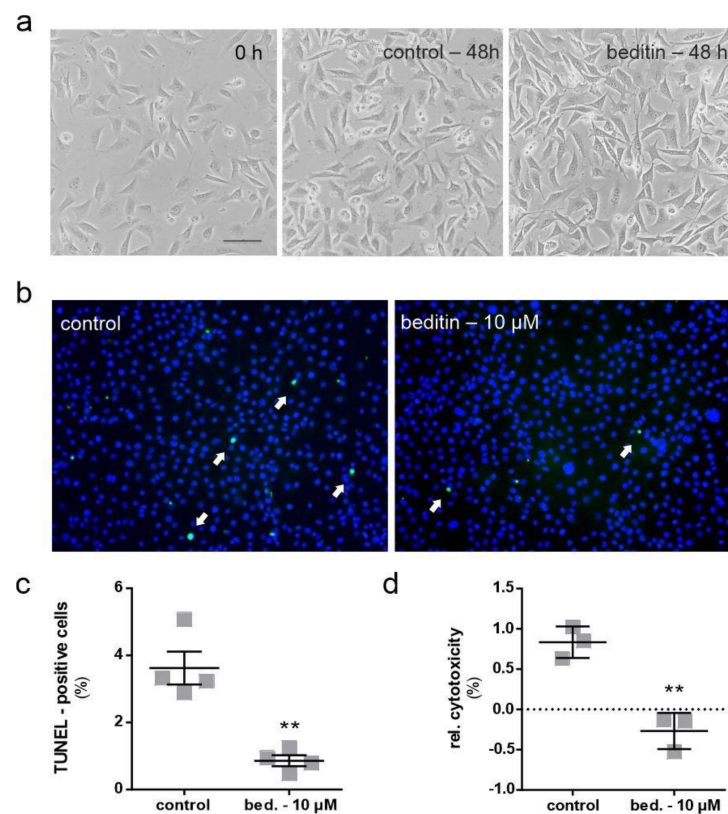 a
0 h
control – 48h
beditin – 48 h
b
control
beditin – 10 µM
c
TUNEL - positive cells
(%)
6
4
2
0
**
control
bed. - 10 µM
d
rel. cytotoxicity
(%)
1.5
1.0
0.5
0.0
-0.5
-1.0
**
control
bed. - 10 µM